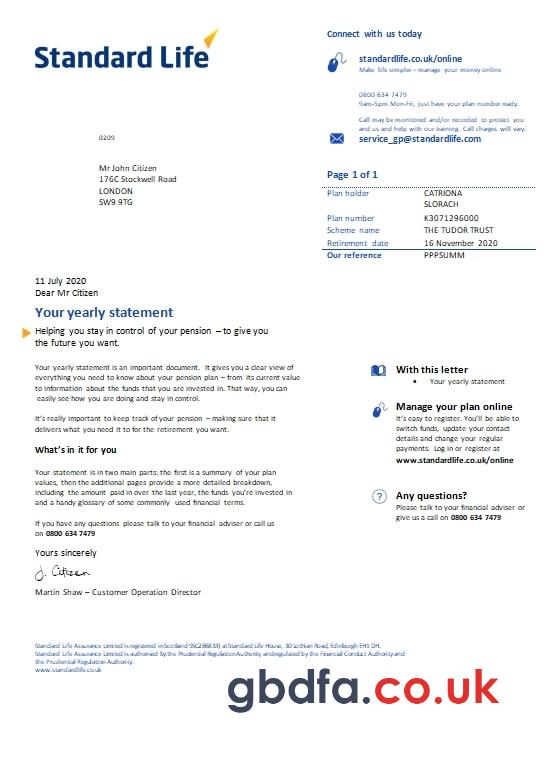 Standard Life
Connect with us today
standardlife.co.uk/online
Make life simpler – manage your money online
0800 634 7479
9am-5pm Mon-Fri, just have your plan number ready.
Call may be monitored and/or recorded to protect you
and us and help with our training. Call charges will vary.
service_gp@standardlife.com
0209
Mr John Citizen
176C Stockwell Road
LONDON
SW9 9TG
Page 1 of 1
Plan holder CATRIONA
SLORACH
Plan number K3071296000
Scheme name THE TUDOR TRUST
Retirement date 16 November 2020
Our reference PPPSUMM
11 July 2020
Dear Mr Citizen
Your yearly statement
Helping you stay in control of your pension – to give you
the future you want.
Your yearly statement is an important document. It gives you a clear view of
everything you need to know about your pension plan – from its current value
to information about the funds that you are invested in. That way, you can
easily see how you are doing and stay in control.
It's really important to keep track of your pension – making sure that it
delivers what you need it to for the retirement you want.
What's in it for you
Your statement is in two main parts: the first is a summary of your plan
values, then the additional pages provide a more detailed breakdown,
including the amount paid in over the last year, the funds you're invested in
and a handy glossary of some commonly used financial terms.
If you have any questions please talk to your financial adviser or call us
on 0800 634 7479
Yours sincerely
J. Citizen
Martin Shaw – Customer Operation Director
With this letter
• Your yearly statement
Manage your plan online
It's easy to register. You'll be able to
switch funds, update your contact
details and change your regular
payments. Log in or register at
www.standardlife.co.uk/online
Any questions?
Please talk to your financial adviser or
give us a call on 0800 634 7479
Standard Life Assurance Limited is registered in Scotland (SC286833) at Standard Life House, 30 Lothian Road, Edinburgh EH1 DH.
Standard Life Assurance Limited is authorised by the Prudential Regulation Authority and regulated by the Financial Conduct Authority and
the Prudential Regulation Authority.
www.standardlife.co.uk
gbdfa.co.uk